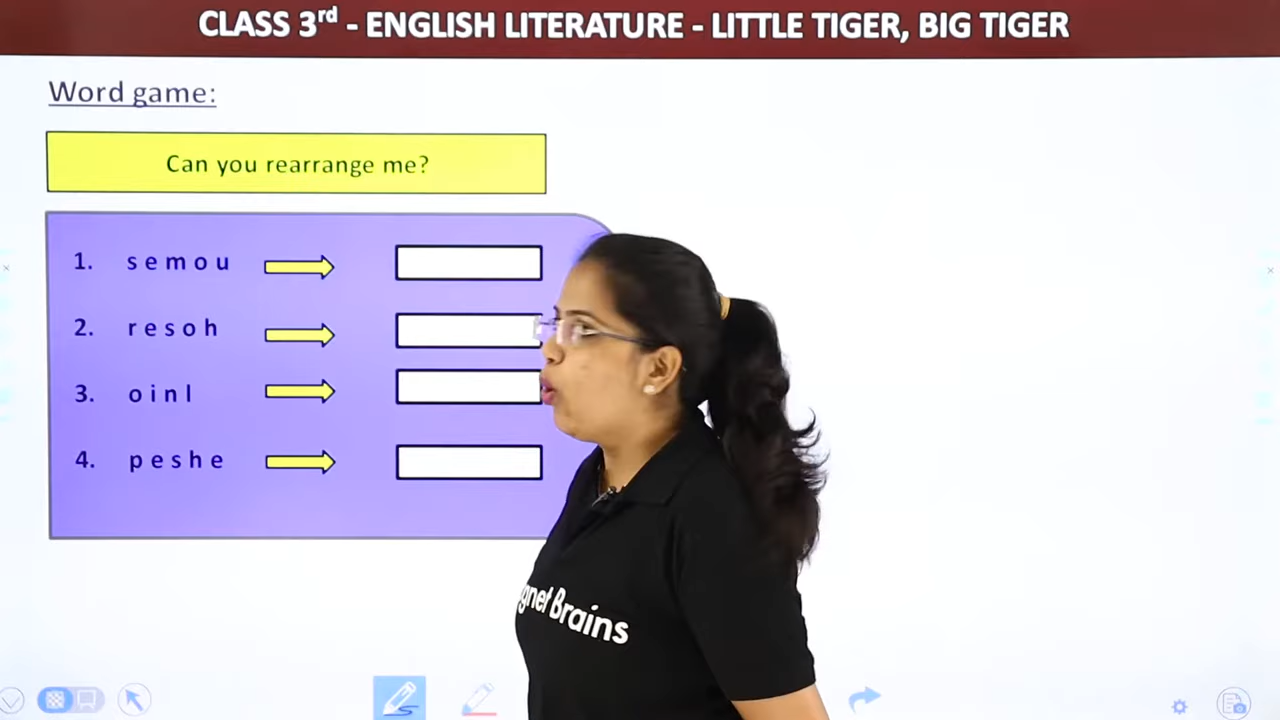 CLASS 3rd - ENGLISH LITERATURE - LITTLE TIGER, BIG TIGER
Word game:
Can you rearrange me?
1. s e m o u
2. r e s o h
3. o i n l
4. p e s h e
gnet Brains